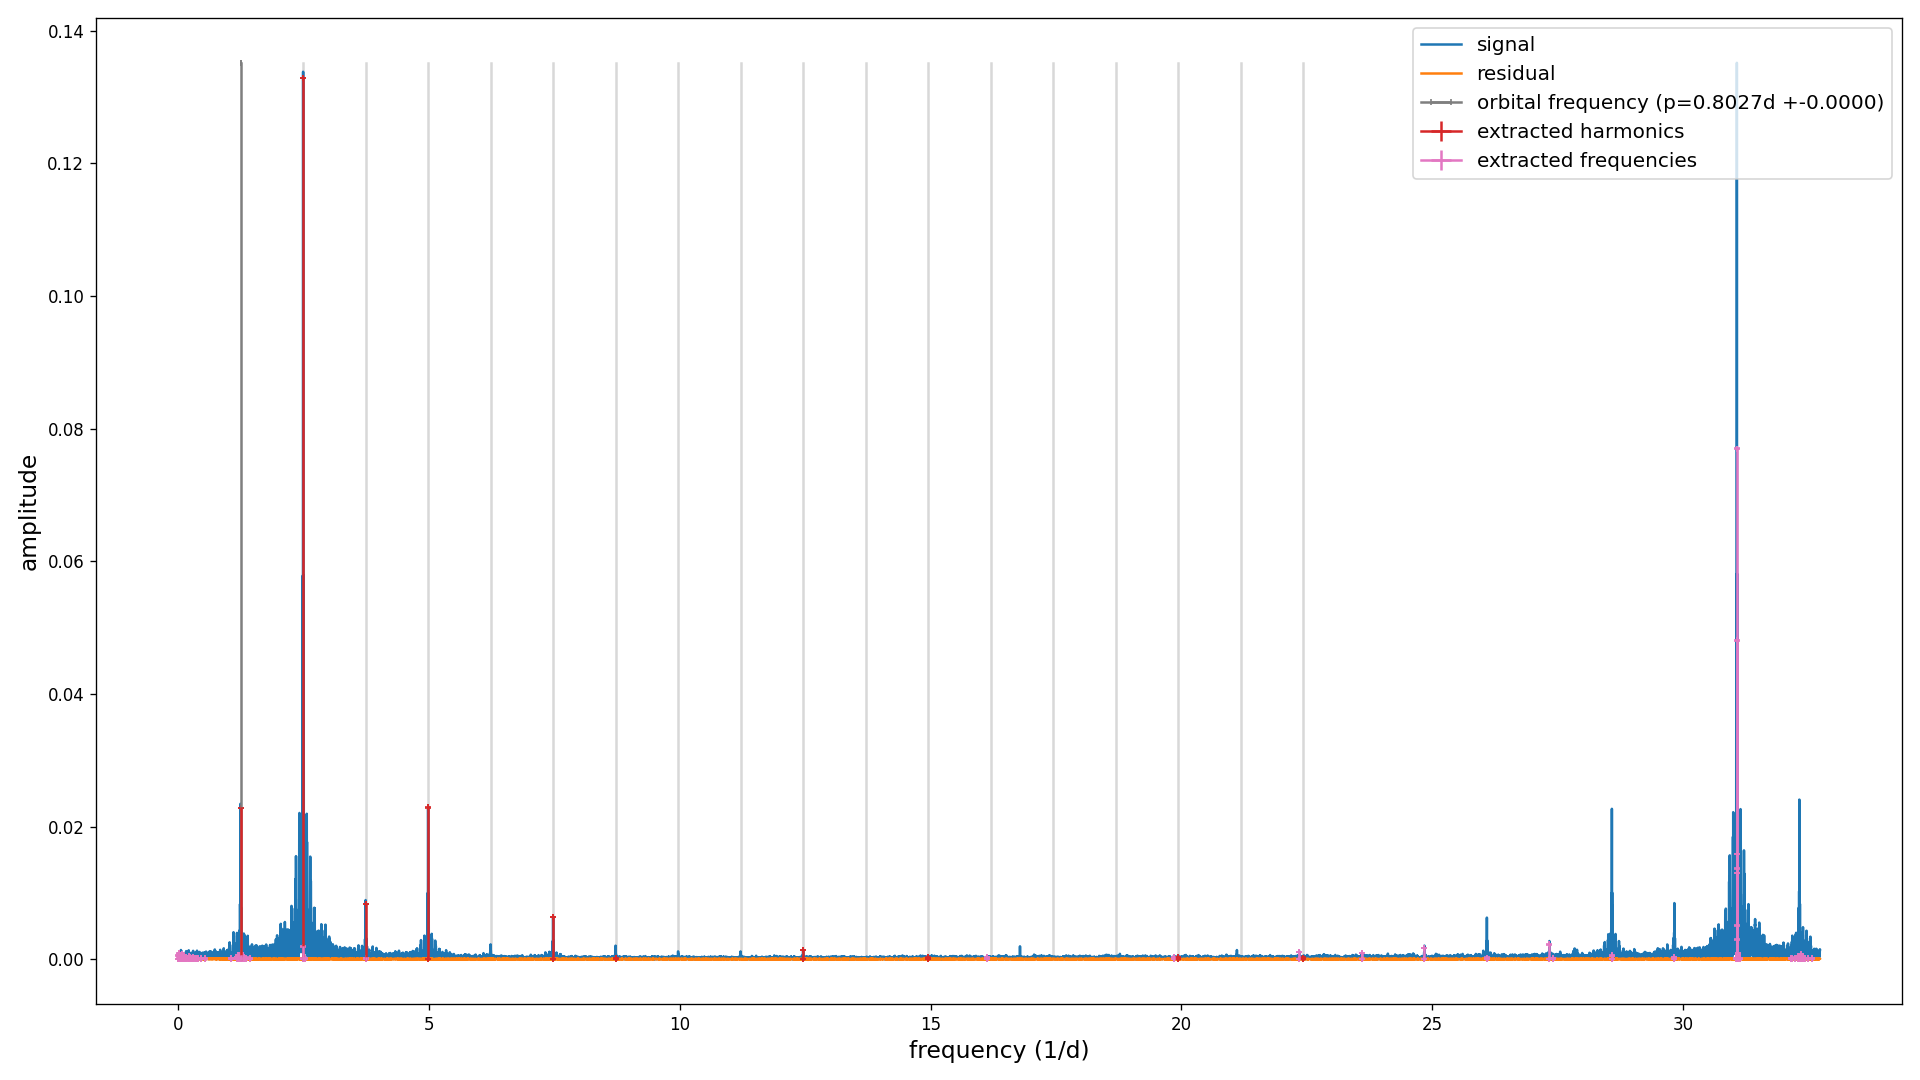 0.14
0.12
0.10
0.08
0.06
0.04
0.02
0.00
amplitude
0
5
10
15
20
25
30
frequency (1/d)
signal
residual
orbital frequency (p=0.8027d +-0.0000)
extracted harmonics
extracted frequencies